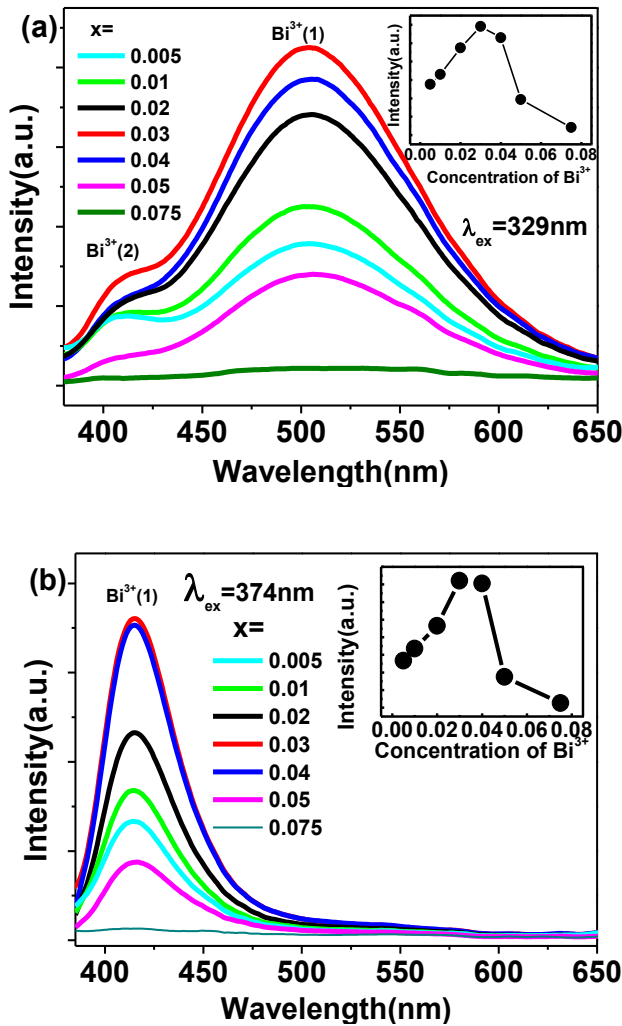 (a)
x=
0.005
0.01
0.02
0.03
0.04
0.05
0.075
Bi³⁺(1)
Bi³⁺(2)
Intensity(a.u.)
0.00 0.02 0.04 0.06 0.08
Concentration of Bi³⁺
λex=329nm
Intensity(a.u.)
400 450 500 550 600 650
Wavelength(nm)
(b)
Bi³⁺(1)
λex=374nm
x=
0.005
0.01
0.02
0.03
0.04
0.05
0.075
Intensity(a.u.)
0.00 0.02 0.04 0.06 0.08
Concentration of Bi³⁺
Intensity(a.u.)
400 450 500 550 600 650
Wavelength(nm)